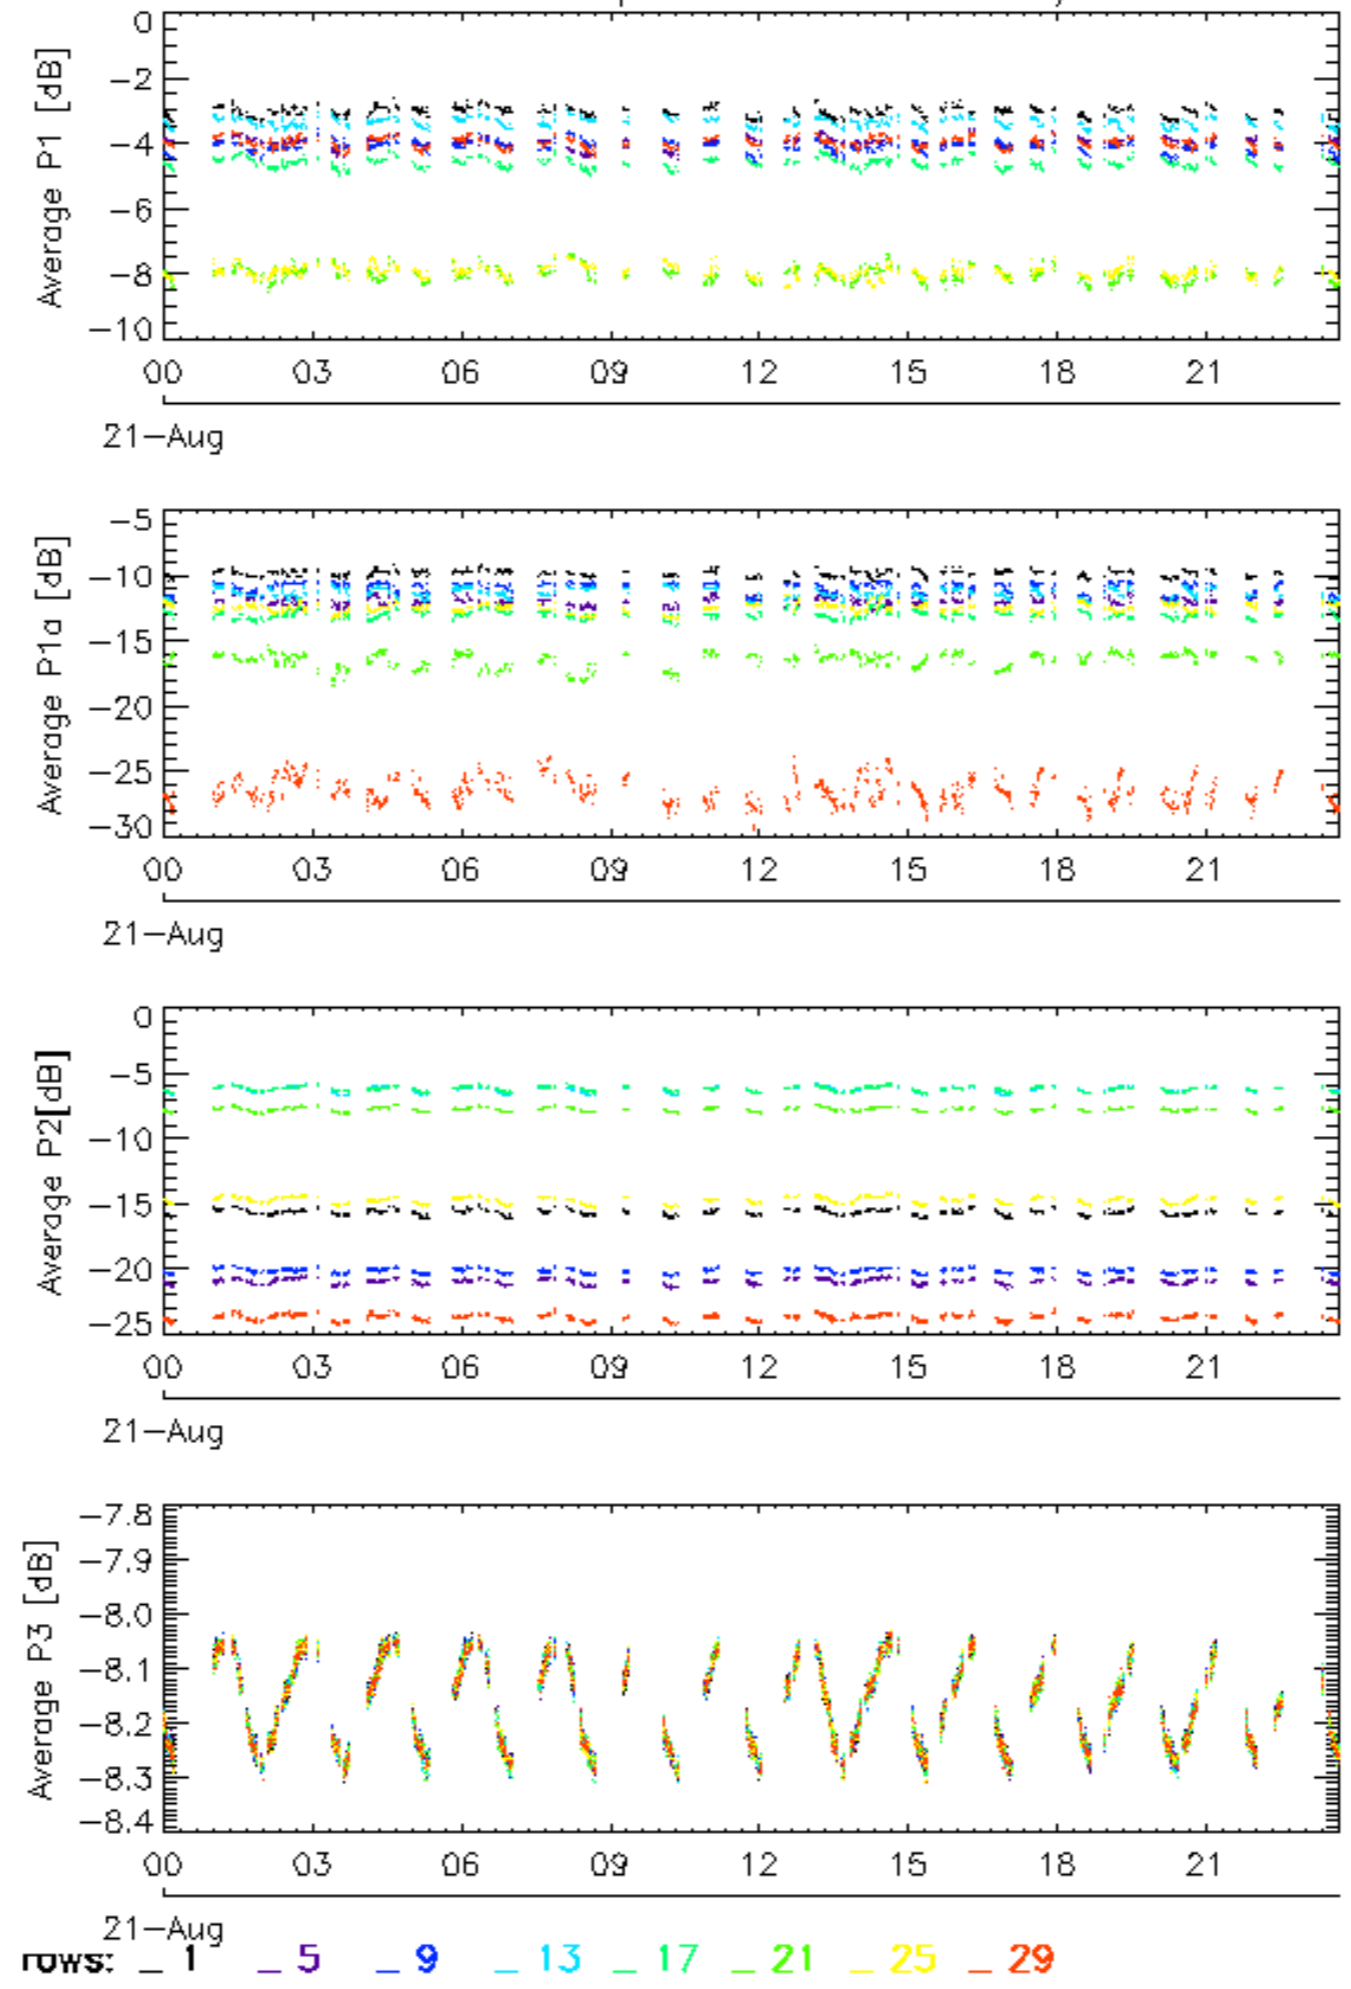 Average P1 [dB]
0
−2
−4
−6
−8
−10
00 03 06 09 12 15 18 21
21−Aug
Average P1a [dB]
−5
−10
−15
−20
−25
−30
00 03 06 09 12 15 18 21
21−Aug
Average P2[dB]
0
−5
−10
−15
−20
−25
00 03 06 09 12 15 18 21
21−Aug
Average P3 [dB]
−7.8
−7.9
−8.0
−8.1
−8.2
−8.3
−8.4
00 03 06 09 12 15 18 21
21−Aug
rows: _ 1 _ 5 _ 9 _ 13 _ 17 _ 21 _ 25 _ 29